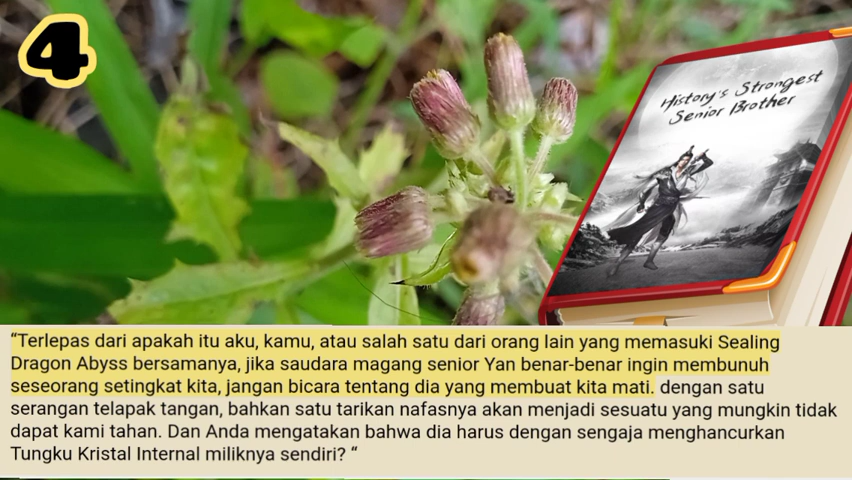 4
History's Strongest
Senior Brother
“Terlepas dari apakah itu aku, kamu, atau salah satu dari orang lain yang memasuki Sealing
Dragon Abyss bersamanya, jika saudara magang senior Yan benar-benar ingin membunuh
seseorang setingkat kita, jangan bicara tentang dia yang membuat kita mati. dengan satu
serangan telapak tangan, bahkan satu tarikan nafasnya akan menjadi sesuatu yang mungkin tidak
dapat kami tahan. Dan Anda mengatakan bahwa dia harus dengan sengaja menghancurkan
Tungku Kristal Internal miliknya sendiri? “